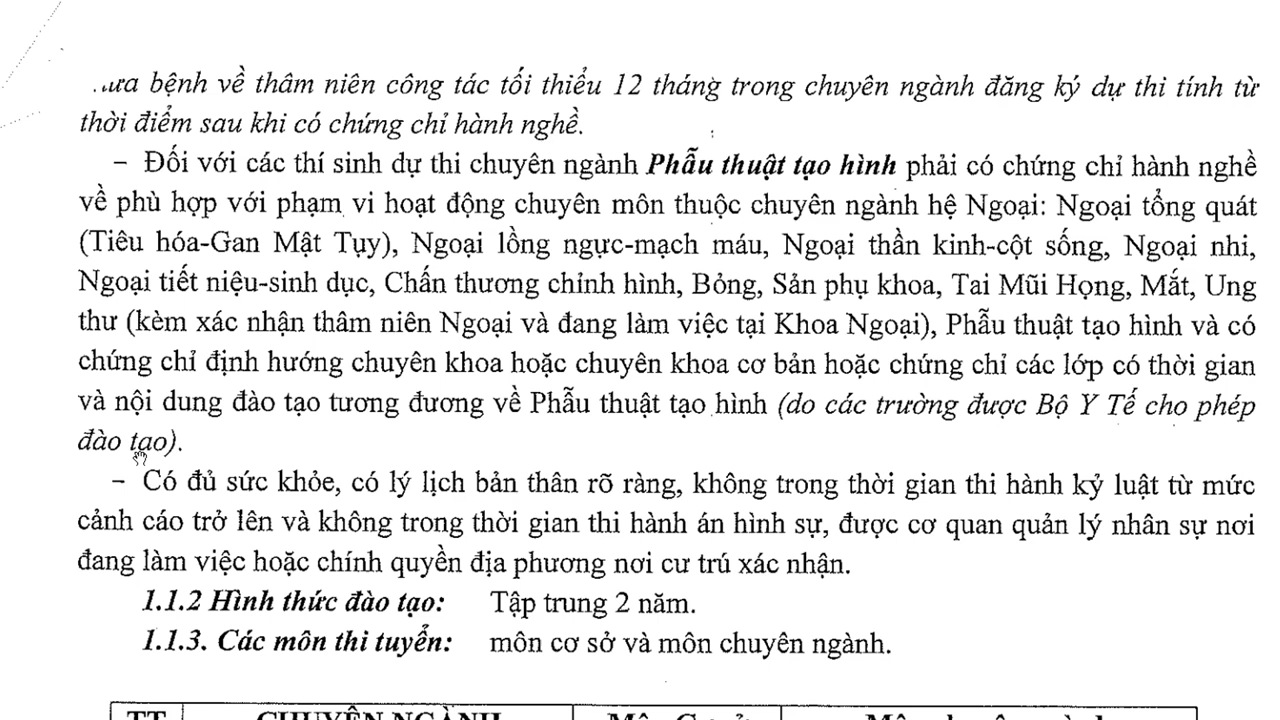 bệnh về thâm niên công tác tối thiểu 12 tháng trong chuyên ngành đăng ký dự thi tính từ
thời điểm sau khi có chứng chỉ hành nghề.
– Đối với các thí sinh dự thi chuyên ngành Phẫu thuật tạo hình phải có chứng chỉ hành nghề
về phù hợp với phạm vi hoạt động chuyên môn thuộc chuyên ngành hệ Ngoại: Ngoại tổng quát
(Tiêu hóa-Gan Mật Tụy), Ngoại lồng ngực-mạch máu, Ngoại thần kinh-cột sống, Ngoại nhi,
Ngoại tiết niệu-sinh dục, Chấn thương chỉnh hình, Bỏng, Sản phụ khoa, Tai Mũi Họng, Mắt, Ung
thư (kèm xác nhận thâm niên Ngoại và đang làm việc tại Khoa Ngoại), Phẫu thuật tạo hình và có
chứng chỉ định hướng chuyên khoa hoặc chuyên khoa cơ bản hoặc chứng chỉ các lớp có thời gian
và nội dung đào tạo tương đương về Phẫu thuật tạo hình (do các trường được Bộ Y Tế cho phép
đào tạo).
– Có đủ sức khỏe, có lý lịch bản thân rõ ràng, không trong thời gian thi hành kỷ luật từ mức
cảnh cáo trở lên và không trong thời gian thi hành án hình sự, được cơ quan quản lý nhân sự nơi
đang làm việc hoặc chính quyền địa phương nơi cư trú xác nhận.
1.1.2 Hình thức đào tạo: Tập trung 2 năm.
1.1.3. Các môn thi tuyển: môn cơ sở và môn chuyên ngành.
TT CHUYÊN NGÀNH